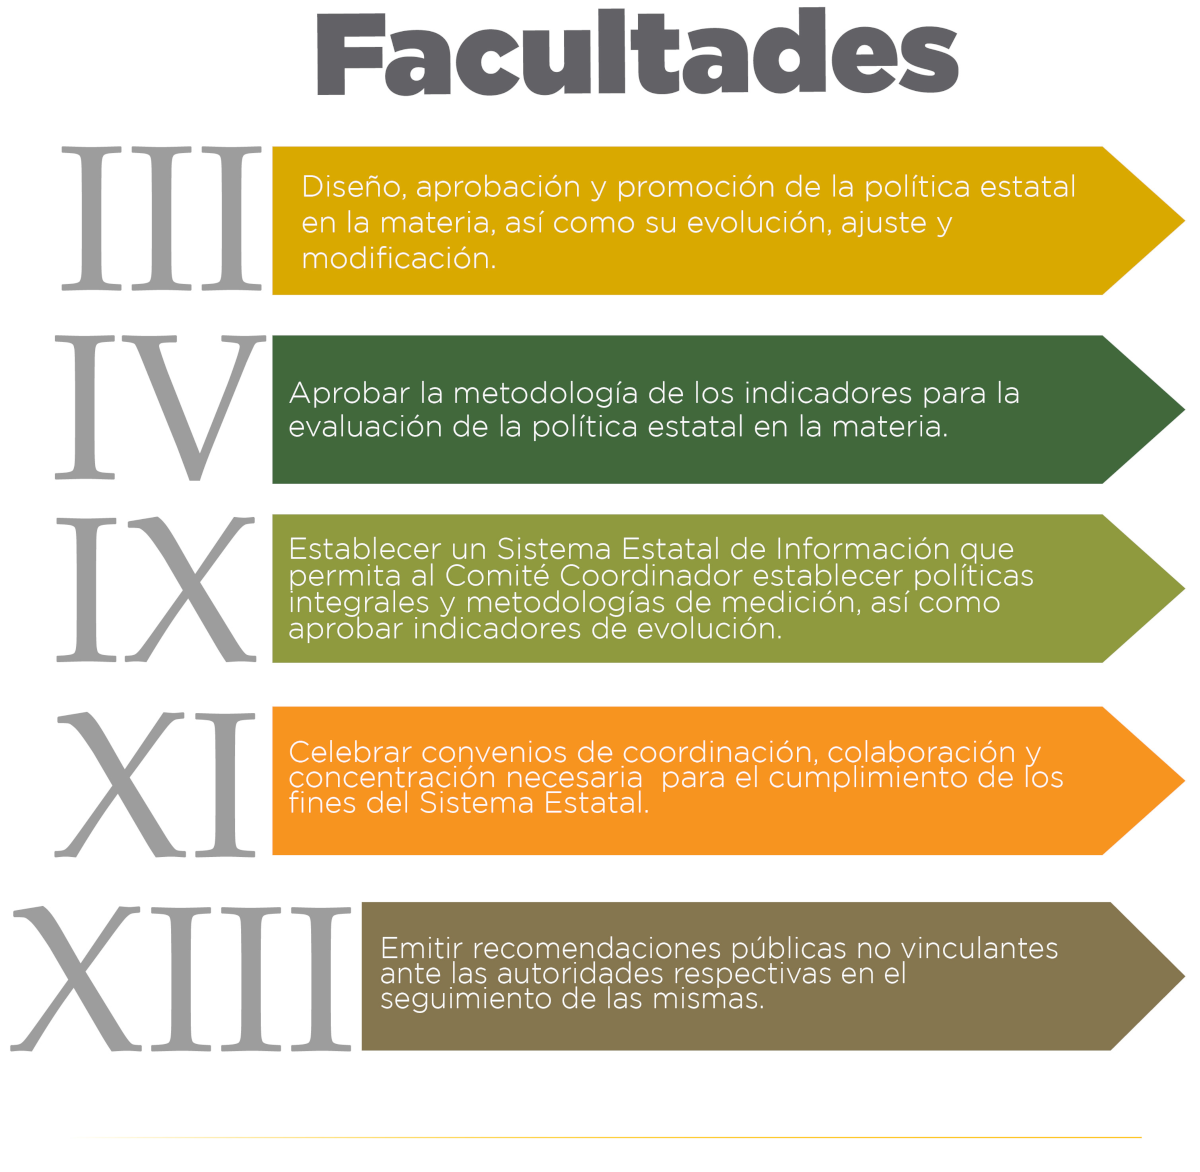 Facultades
III
Diseño, aprobación y promoción de la política estatal
en la materia, así como su evolución, ajuste y
modificación.
IV
Aprobar la metodología de los indicadores para la
evaluación de la política estatal en la materia.
IX
Establecer un Sistema Estatal de Información que
permita al Comité Coordinador establecer políticas
integrales y metodologías de medición, así como
aprobar indicadores de evolución.
XI
Celebrar convenios de coordinación, colaboración y
concentración necesaria para el cumplimiento de los
fines del Sistema Estatal.
XIII
Emitir recomendaciones públicas no vinculantes
ante las autoridades respectivas en el
seguimiento de las mismas.